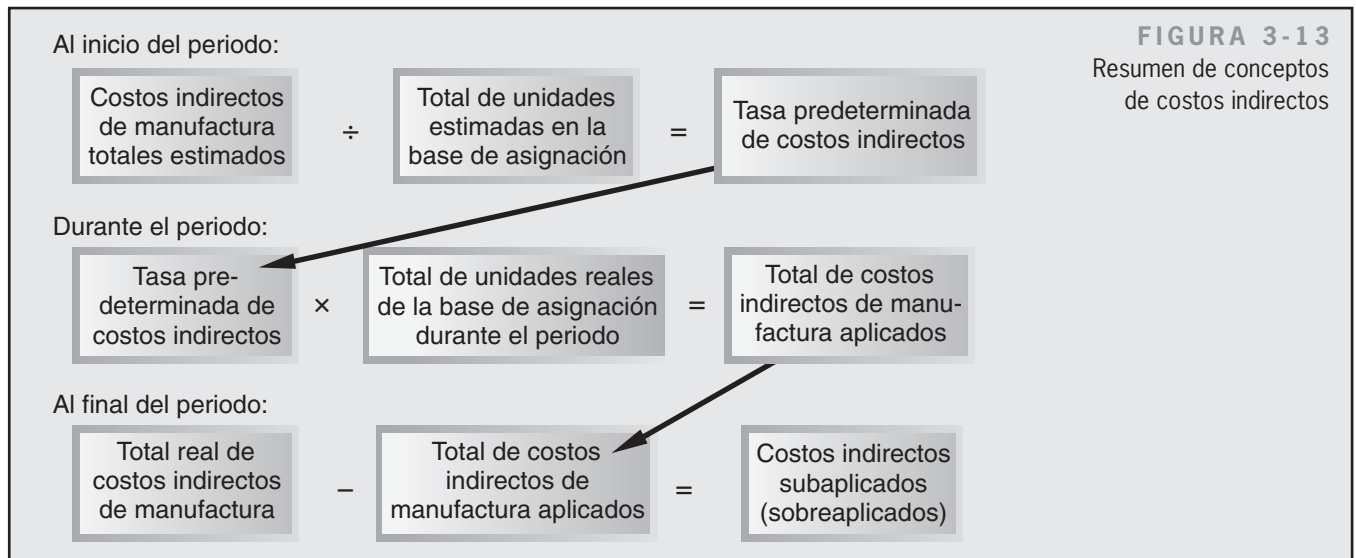 FIGURA 3-13
Resumen de conceptos
de costos indirectos
Al inicio del periodo:
Costos indirectos
de manufactura
totales estimados
÷
Total de unidades
estimadas en la
base de asignación
=
Tasa predeterminada
de costos indirectos
Durante el periodo:
Tasa pre-
determinada de
costos indirectos
×
Total de unidades reales
de la base de asignación
durante el periodo
=
Total de costos
indirectos de manu-
factura aplicados
Al final del periodo:
Total real de
costos indirectos
de manufactura
–
Total de costos
indirectos de
manufactura aplicados
=
Costos indirectos
subaplicados
(sobreaplicados)